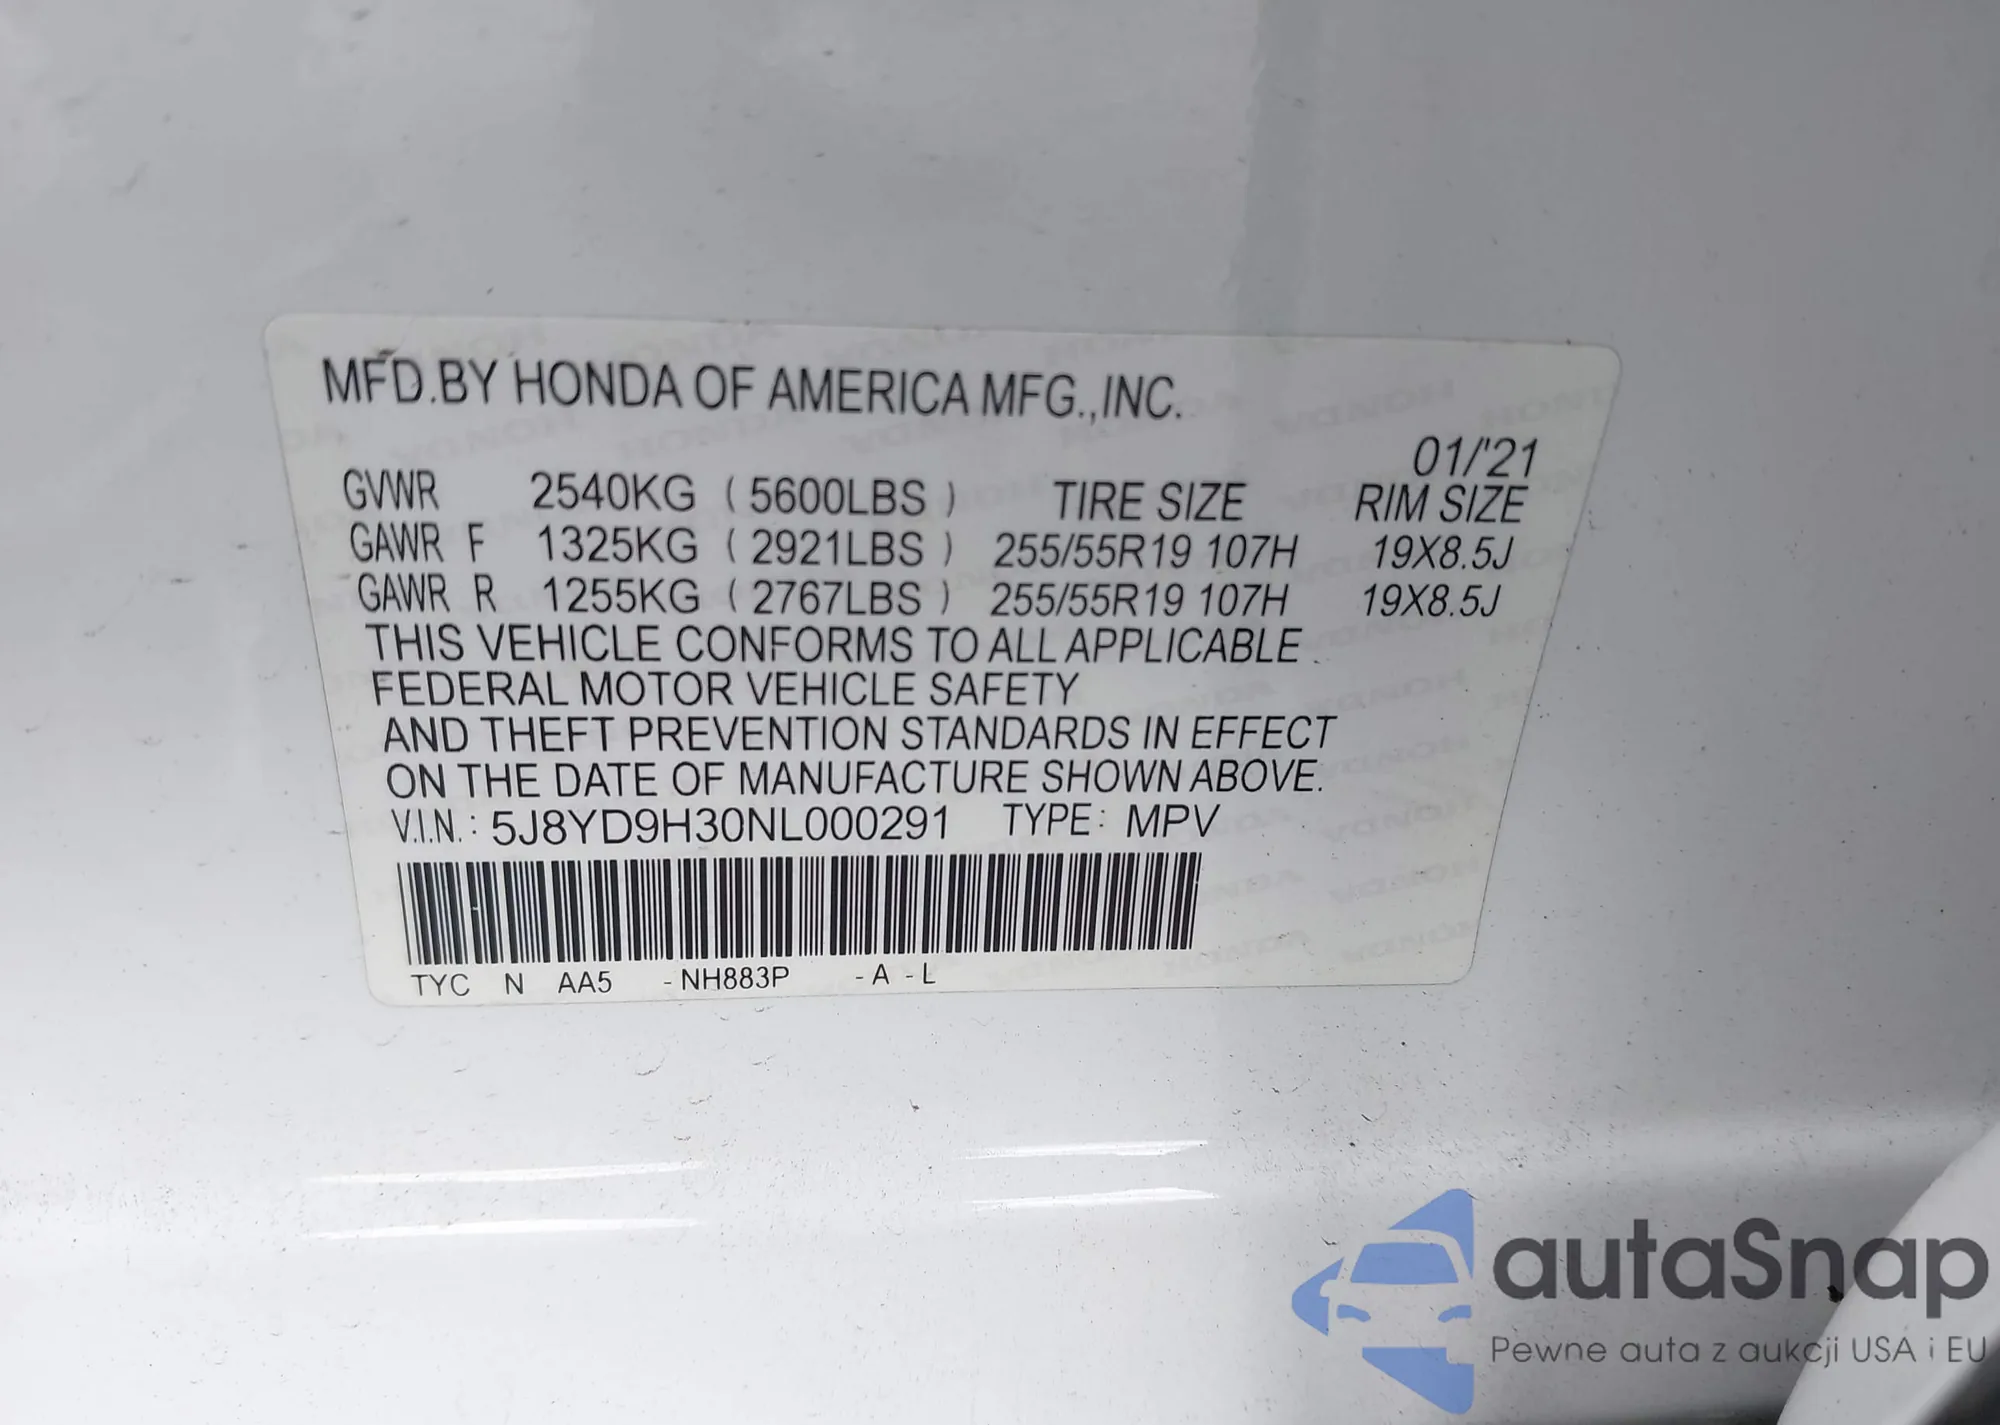 MFD.BY HONDA OF AMERICA MFG.,INC.
01/'21
GVWR 2540KG ( 5600LBS ) TIRE SIZE RIM SIZE
GAWR F 1325KG ( 2921LBS ) 255/55R19 107H 19X8.5J
GAWR R 1255KG ( 2767LBS ) 255/55R19 107H 19X8.5J
THIS VEHICLE CONFORMS TO ALL APPLICABLE
FEDERAL MOTOR VEHICLE SAFETY
AND THEFT PREVENTION STANDARDS IN EFFECT
ON THE DATE OF MANUFACTURE SHOWN ABOVE.
V.I.N.: 5J8YD9H30NL000291 TYPE: MPV
TYC N AA5 -NH883P -A -L
autaSnap
Pewne auta z aukcji USA i EU